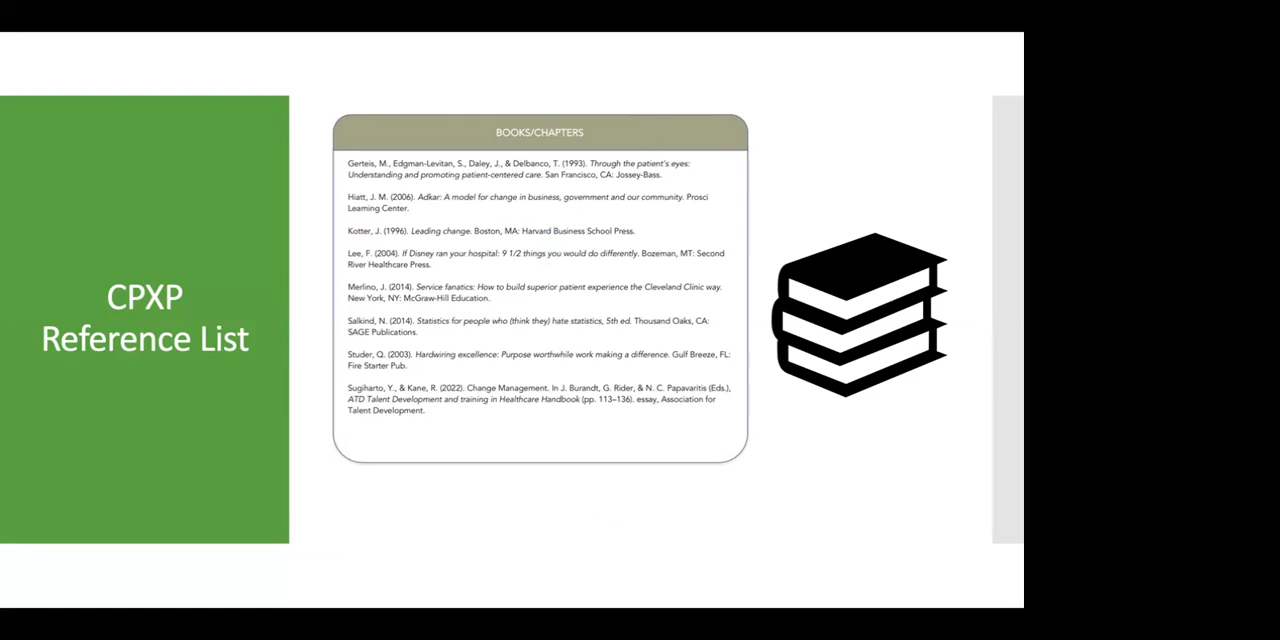 CPXP
Reference List
BOOKS/CHAPTERS
Gerteis, M., Edgman-Levitan, S., Daley, J., & Delbanco, T. (1993). Through the patient's eyes:
Understanding and promoting patient-centered care. San Francisco, CA: Jossey-Bass.
Hiatt, J. M. (2006). Adkar: A model for change in business, government and our community. Prosci
Learning Center.
Kotter, J. (1996). Leading change. Boston, MA: Harvard Business School Press.
Lee, F. (2004). If Disney ran your hospital: 9 1/2 things you would do differently. Bozeman, MT: Second
River Healthcare Press.
Merlino, J. (2014). Service fanatics: How to build superior patient experience the Cleveland Clinic way.
New York, NY: McGraw-Hill Education.
Salkind, N. (2014). Statistics for people who (think they) hate statistics, 5th ed. Thousand Oaks, CA:
SAGE Publications.
Studer, Q. (2003). Hardwiring excellence: Purpose worthwhile work making a difference. Gulf Breeze, FL:
Fire Starter Pub.
Sugiharto, Y., & Kane, R. (2022). Change Management. In J. Burandt, G. Rider, & N. C. Papavaritis (Eds.),
ATD Talent Development and training in Healthcare Handbook (pp. 113–136). essay, Association for
Talent Development.